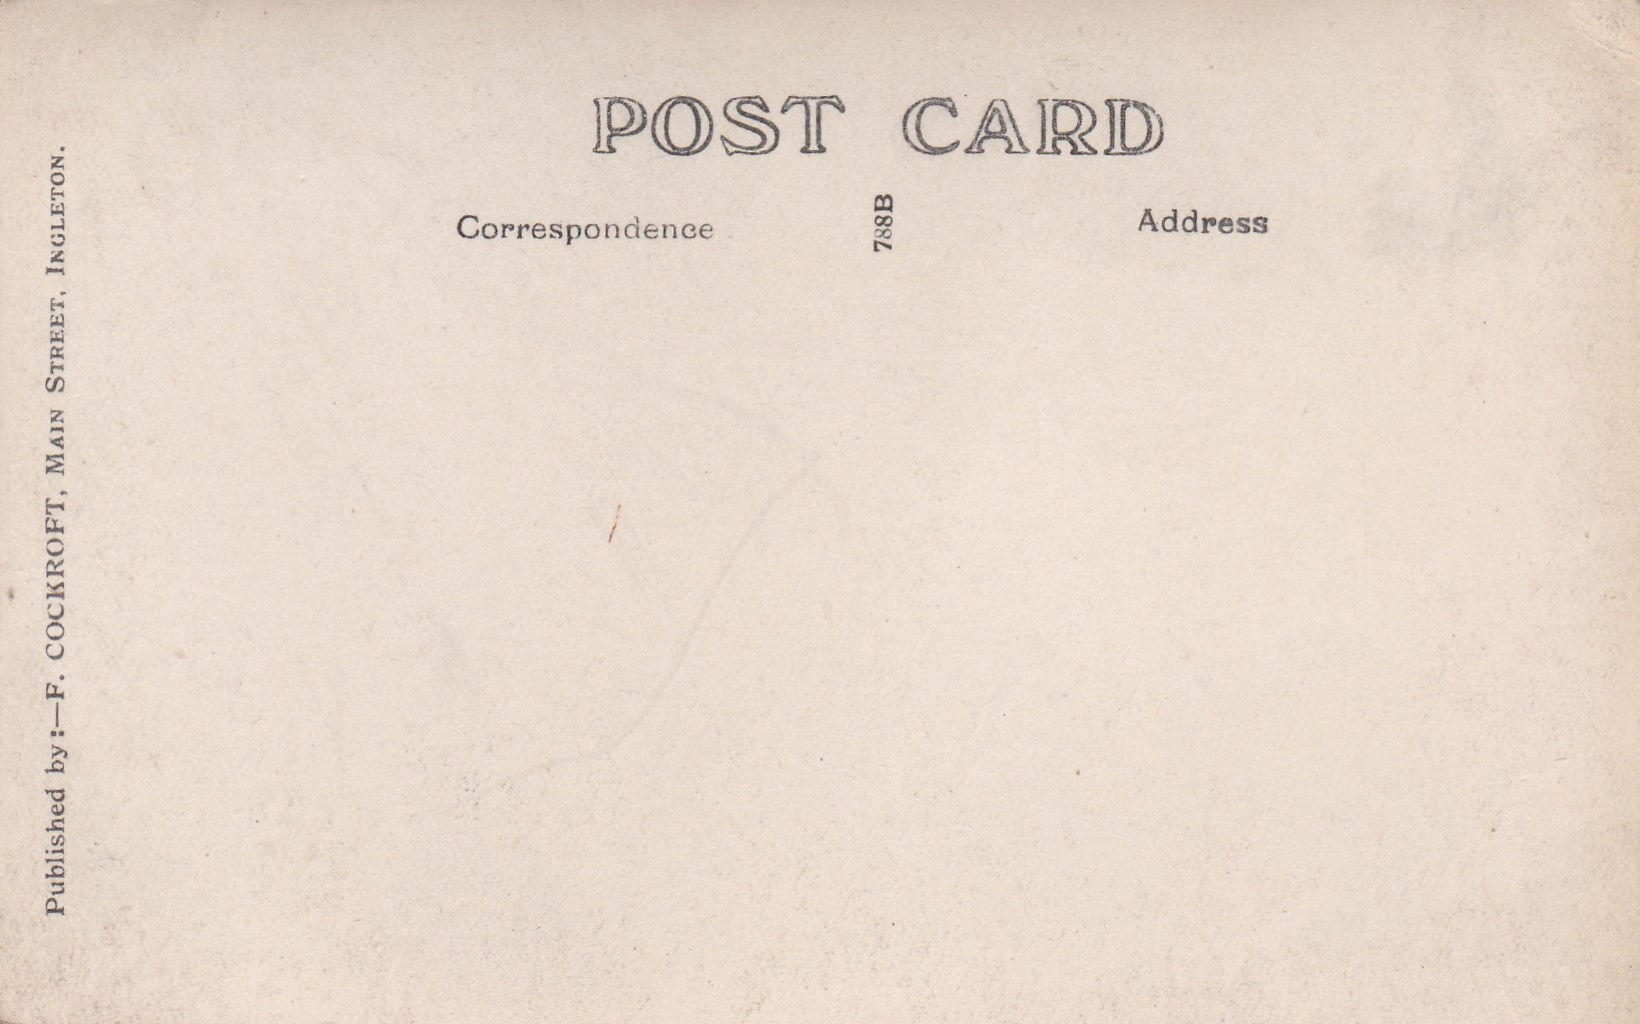 POST CARD
Correspondence
788B
Address
Published by:—F. COCKROFT, MAIN STREET, INGLETON.